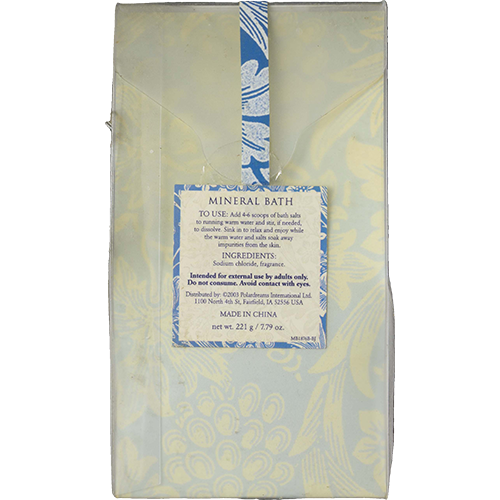 MINERAL BATH
TO USE: Add 4-6 scoops of bath salts
to running warm water and stir, if needed,
to dissolve. Sink in to relax and enjoy while
the warm water and salts soak away
impurities from the skin.
INGREDIENTS:
Sodium chloride, fragrance.
Intended for external use by adults only.
Do not consume. Avoid contact with eyes.
Distributed by: ©2003 Polardreams International Ltd.
1100 North 4th St, Fairfield, IA 52556 USA
MADE IN CHINA
net wt. 221 g / 7.79 oz.